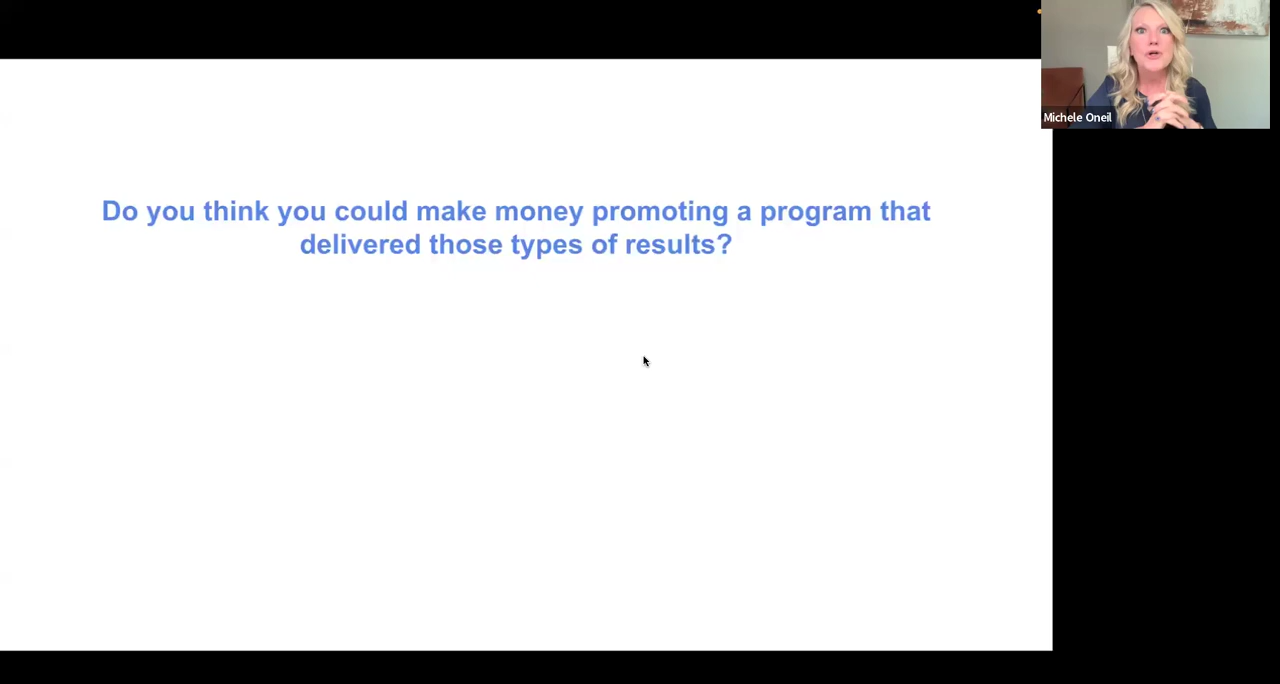 Michele Oneil
Do you think you could make money promoting a program that
delivered those types of results?